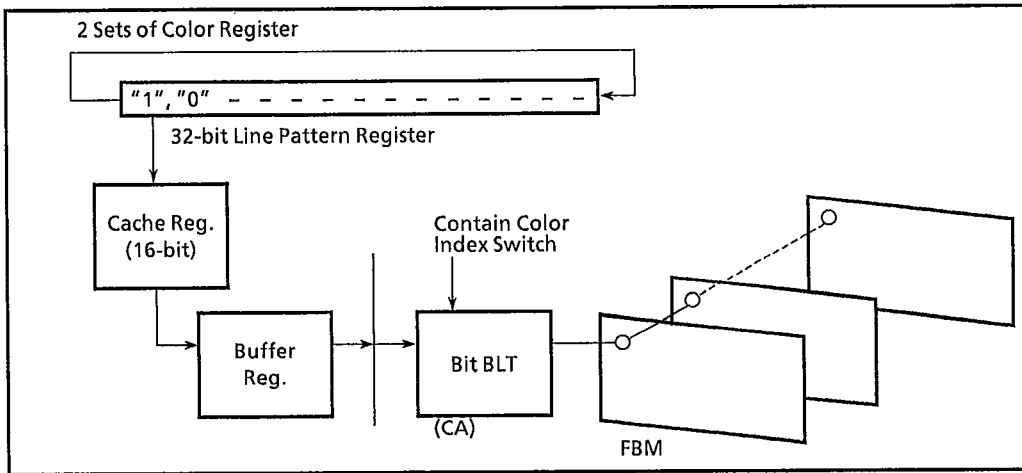 2 Sets of Color Register
"1","0" – – – – – – – – – – – – – –
32-bit Line Pattern Register
Cache Reg.
(16-bit)
Contain Color
Index Switch
Buffer
Reg.
Bit BLT
(CA)
FBM